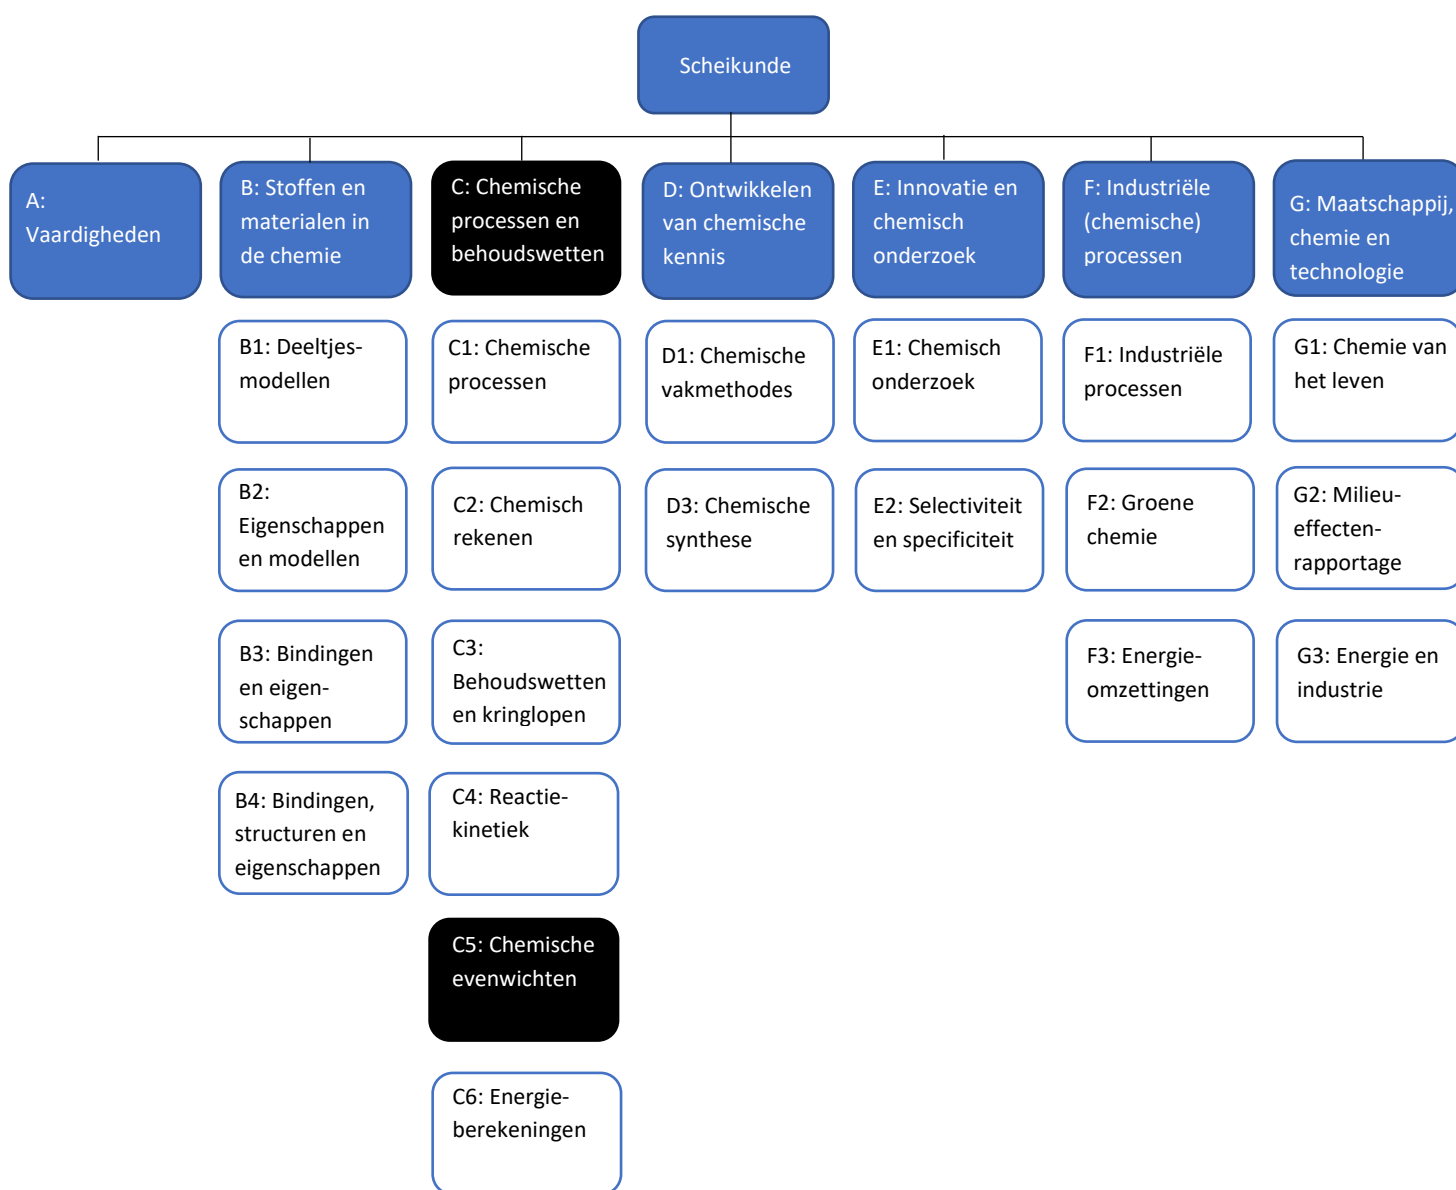 Scheikunde
A:
Vaardigheden
B: Stoffen en
materialen in
de chemie
C: Chemische
processen en
behoudswetten
D: Ontwikkelen
van chemische
kennis
E: Innovatie en
chemisch
onderzoek
F: Industriële
(chemische)
processen
G: Maatschappij,
chemie en
technologie
B1: Deeltjes-
modellen
C1: Chemische
processen
D1: Chemische
vakmethodes
E1: Chemisch
onderzoek
F1: Industriële
processen
G1: Chemie van
het leven
B2:
Eigenschappen
en modellen
C2: Chemisch
rekenen
D3: Chemische
synthese
E2: Selectiviteit
en specificiteit
F2: Groene
chemie
G2: Milieu-
effecten-
rapportage
B3: Bindingen
en eigen-
schappen
C3:
Behoudswetten
en kringlopen
F3: Energie-
omzettingen
G3: Energie en
industrie
B4: Bindingen,
structuren en
eigenschappen
C4: Reactie-
kinetiek
C5: Chemische
evenwichten
C6: Energie-
berekeningen